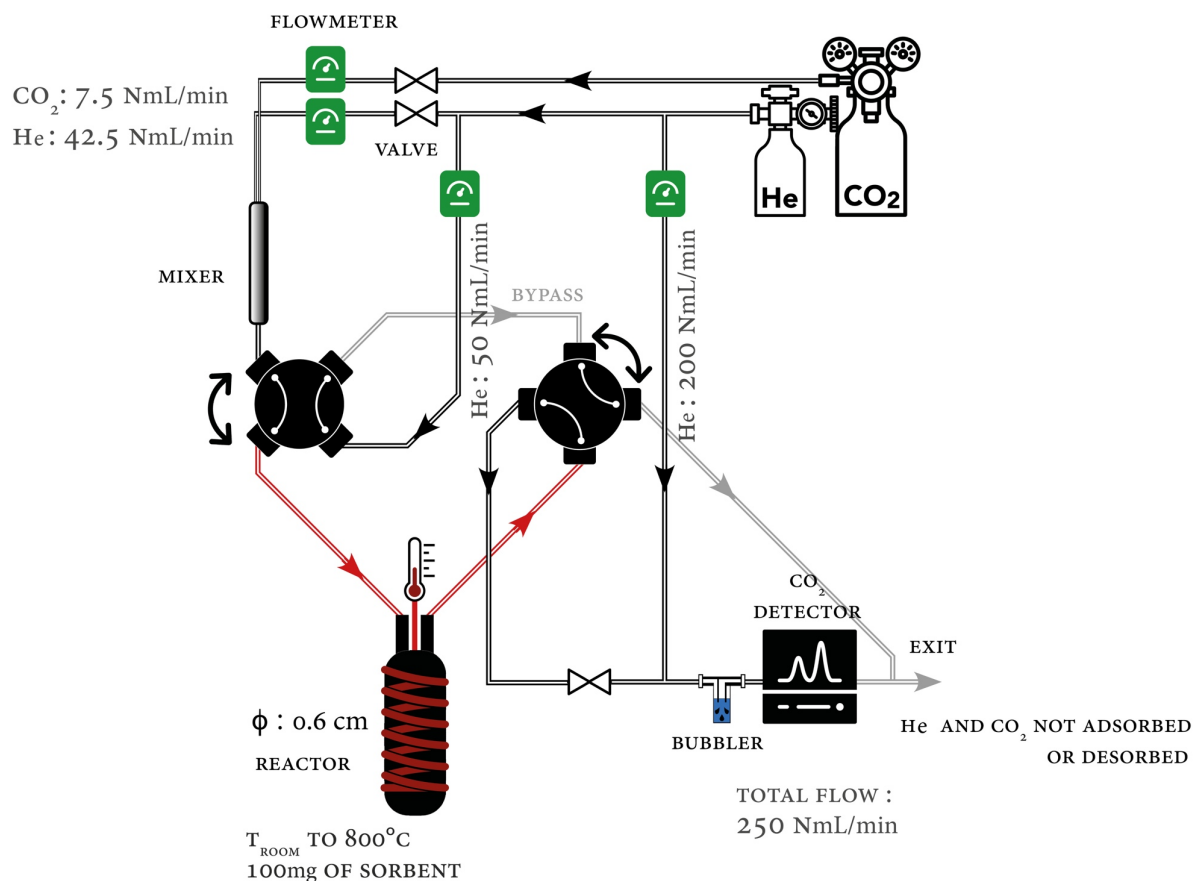 FLOWMETER
CO₂: 7.5 NmL/min
He: 42.5 NmL/min
VALVE
He
CO2
MIXER
He: 50 NmL/min
He: 200 NmL/min
BYPASS
CO₂
DETECTOR
EXIT
ϕ : 0.6 cm
REACTOR
BUBBLER
He AND CO₂ NOT ADSORBED
OR DESORBED
TOTAL FLOW :
250 NmL/min
T_ROOM TO 800°C
100mg OF SORBENT